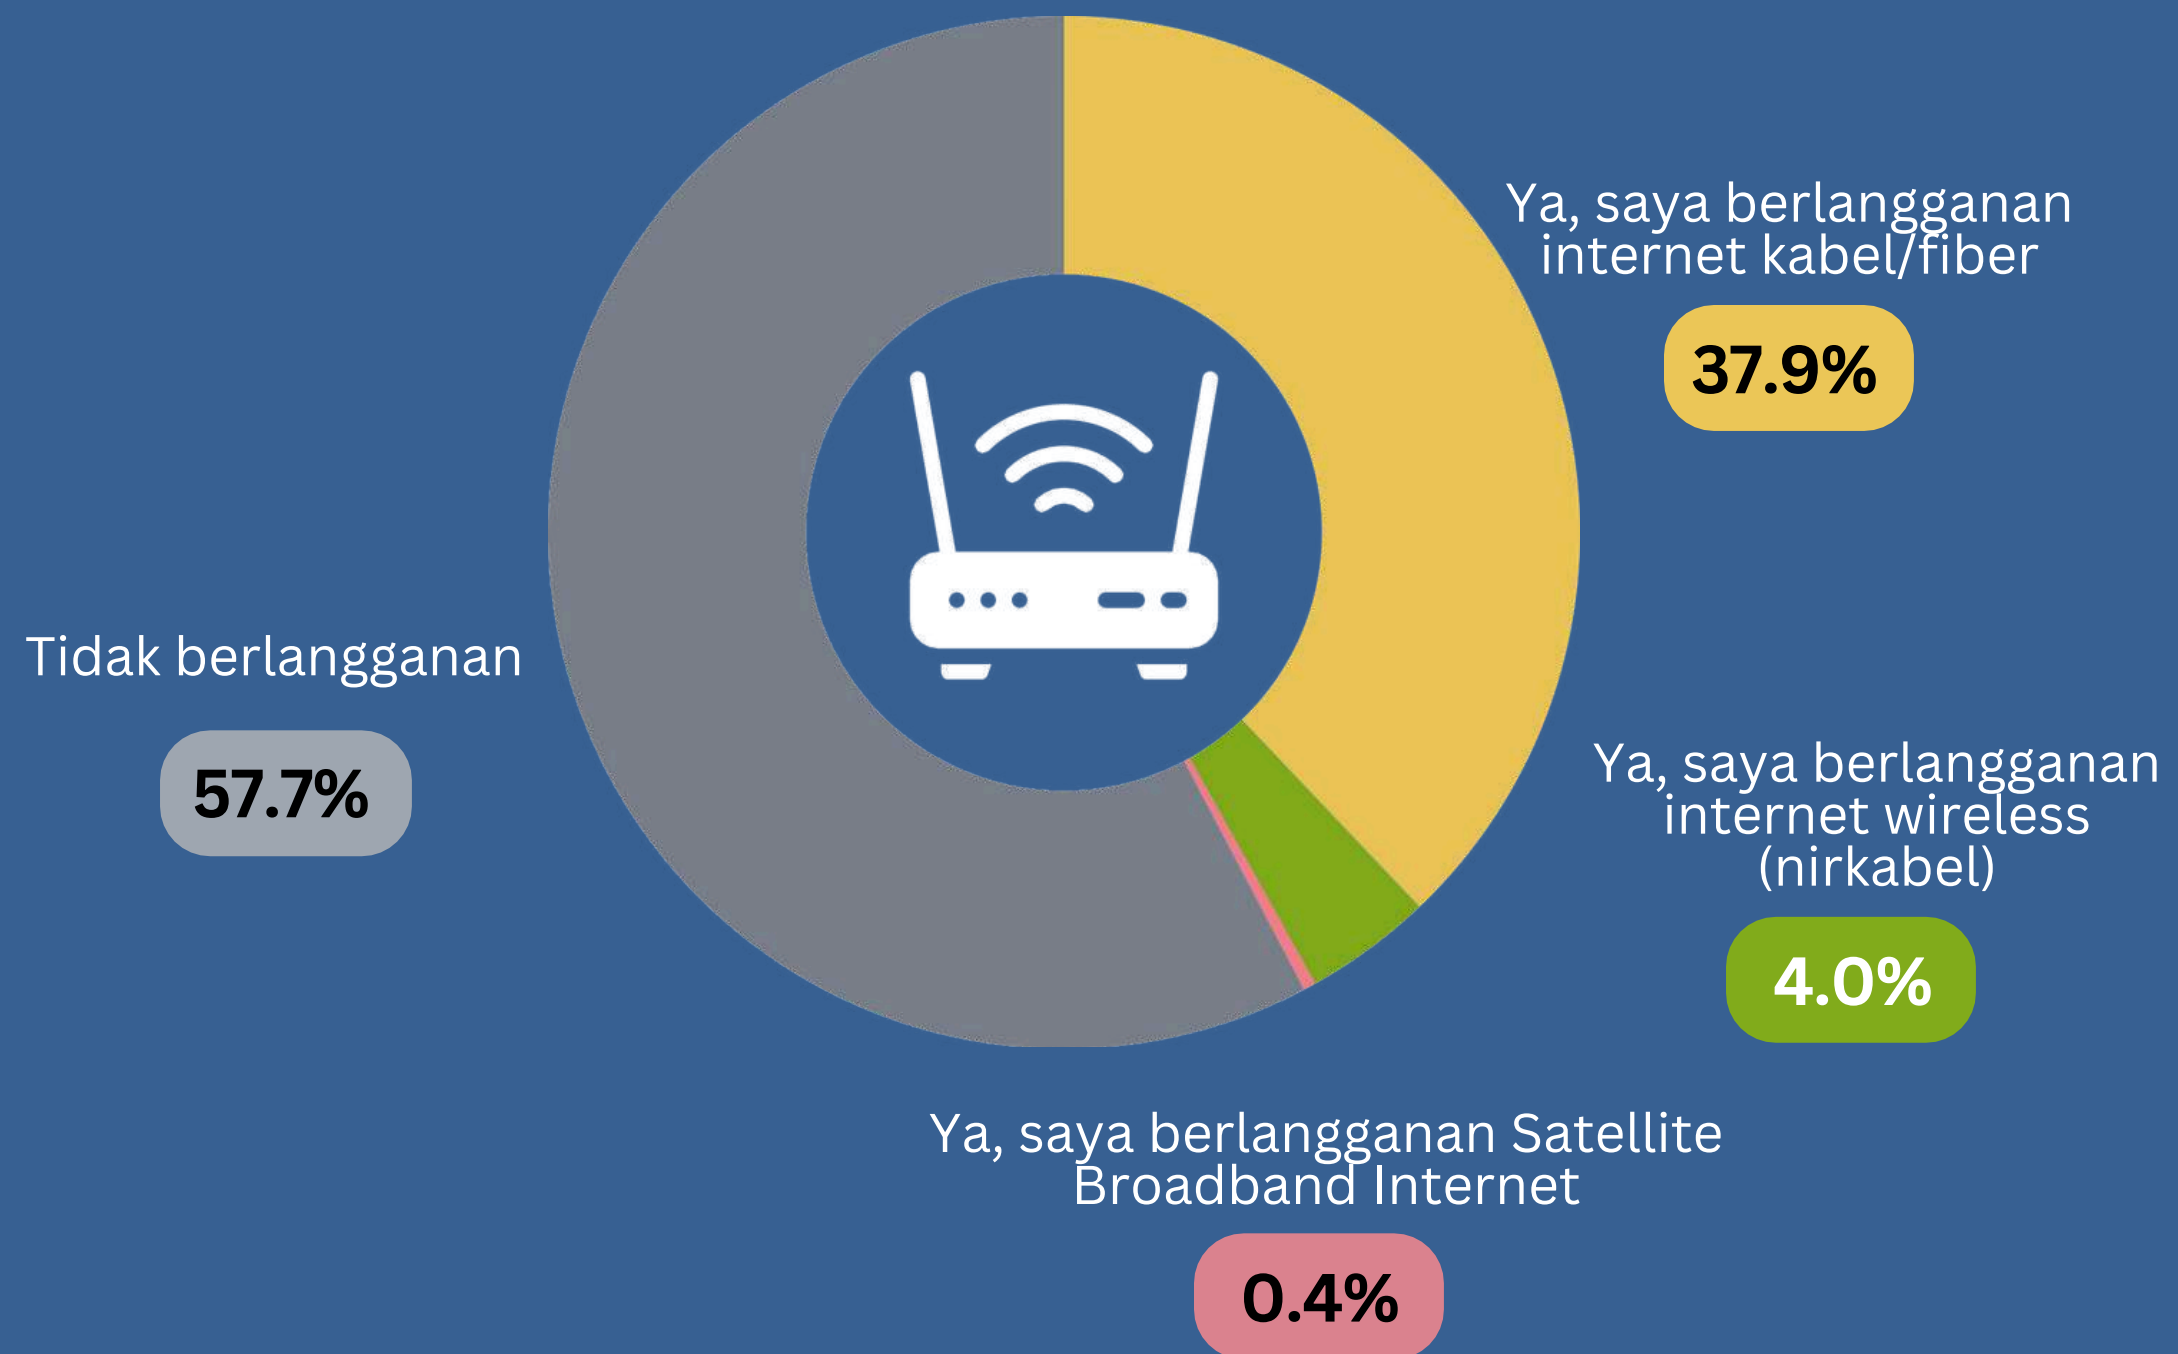 Ya, saya berlangganan
internet kabel/fiber
37.9%
Tidak berlangganan
57.7%
Ya, saya berlangganan
internet wireless
(nirkabel)
4.0%
Ya, saya berlangganan Satellite
Broadband Internet
0.4%